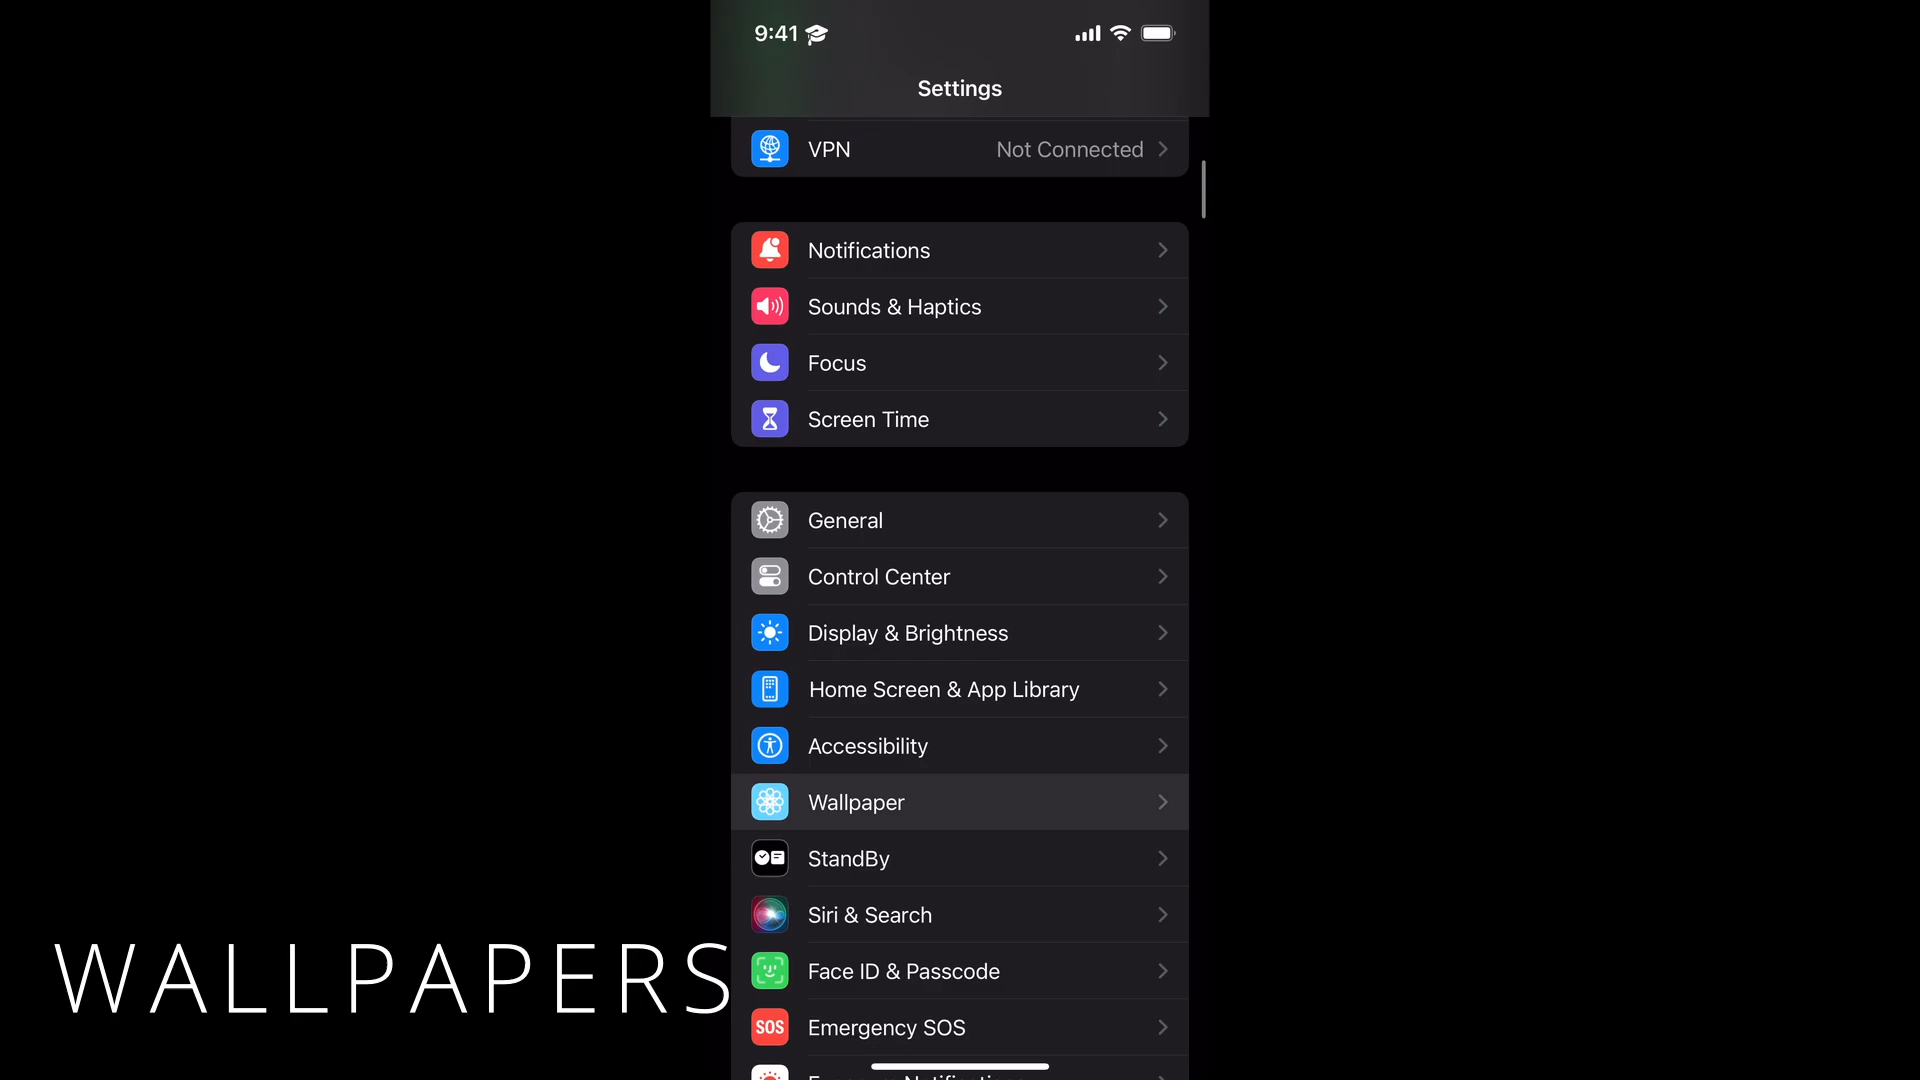 9:41
Settings
VPN Not Connected
Notifications
Sounds & Haptics
Focus
Screen Time
General
Control Center
Display & Brightness
Home Screen & App Library
Accessibility
Wallpaper
StandBy
Siri & Search
Face ID & Passcode
SOS Emergency SOS
WALLPAPERS